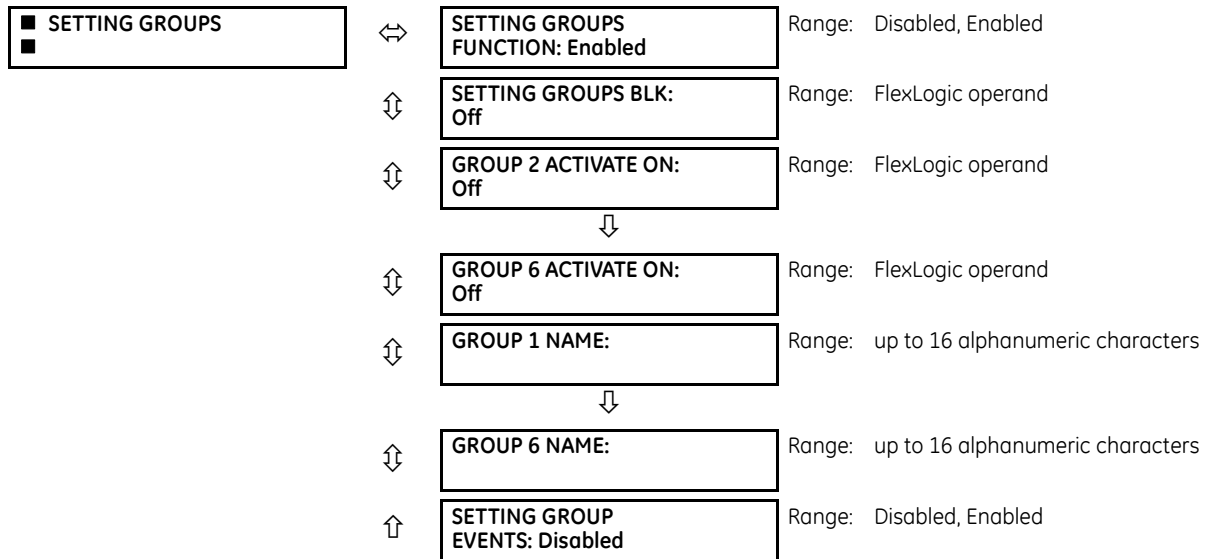 ■ SETTING GROUPS
■
SETTING GROUPS
FUNCTION: Enabled
Range: Disabled, Enabled
SETTING GROUPS BLK:
Off
Range: FlexLogic operand
GROUP 2 ACTIVATE ON:
Off
Range: FlexLogic operand
GROUP 6 ACTIVATE ON:
Off
Range: FlexLogic operand
GROUP 1 NAME:
Range: up to 16 alphanumeric characters
GROUP 6 NAME:
Range: up to 16 alphanumeric characters
SETTING GROUP
EVENTS: Disabled
Range: Disabled, Enabled